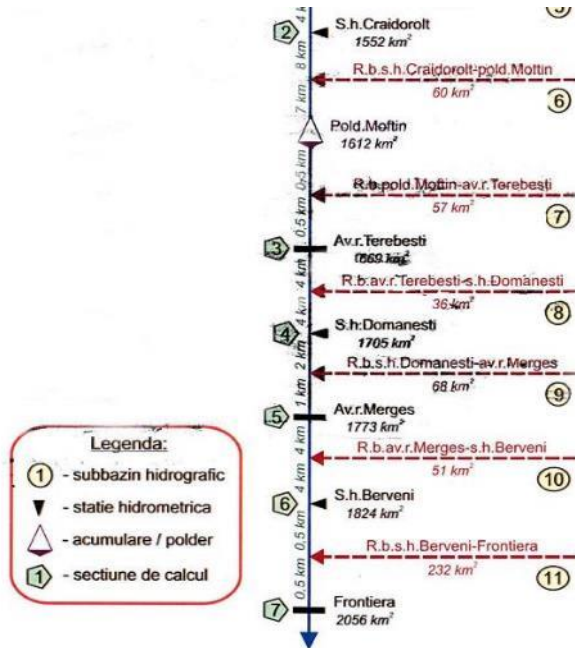 4 k
2
S.h.Craidorolt
1552 km²
8 km
R.b.s.h.Craidorolt-pold.Moftin
60 km²
6
7 km
Pold.Moftin
1612 km²
0,5 km
R.b.pold.Moftin-av.r.Terebesti
57 km²
7
0,5 km
3
Av.r.Terebesti
4 km
R.b.av.r.Terebesti-s.h.Domanesti
36 km²
8
4 km
4
S.h.Domanesti
1705 km²
2 km
R.b.s.h.Domanesti-av.r.Merges
68 km²
9
1 km
5
Av.r.Merges
1773 km²
4 km
R.b.av.r.Merges-s.h.Berveni
51 km²
10
4 km
6
S.h.Berveni
1824 km²
0,5 km
R.b.s.h.Berveni-Frontiera
232 km²
11
0,5 km
7
Frontiera
2056 km²
Legenda:
1 - subbazin hidrografic
- statie hidrometrica
- acumulare / polder
1 - sectiune de calcul